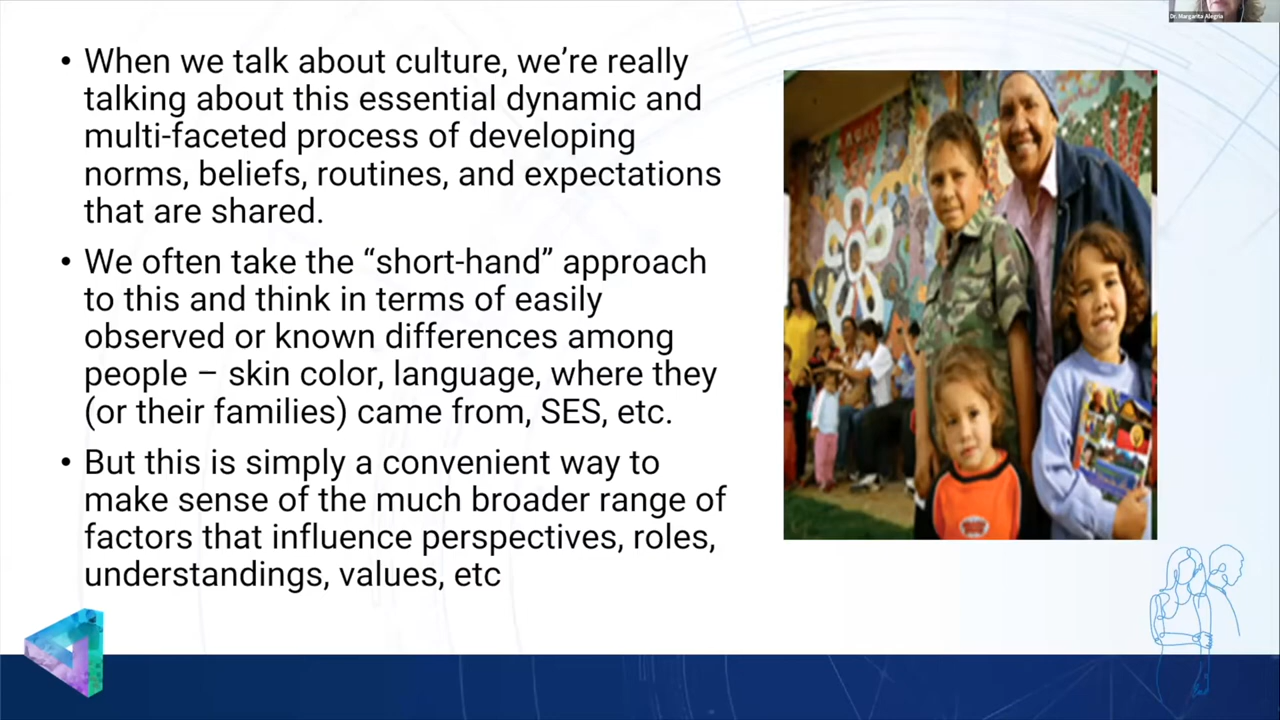 Dr. Margarita Alegria
• When we talk about culture, we’re really
talking about this essential dynamic and
multi-faceted process of developing
norms, beliefs, routines, and expectations
that are shared.
• We often take the “short-hand” approach
to this and think in terms of easily
observed or known differences among
people – skin color, language, where they
(or their families) came from, SES, etc.
• But this is simply a convenient way to
make sense of the much broader range of
factors that influence perspectives, roles,
understandings, values, etc